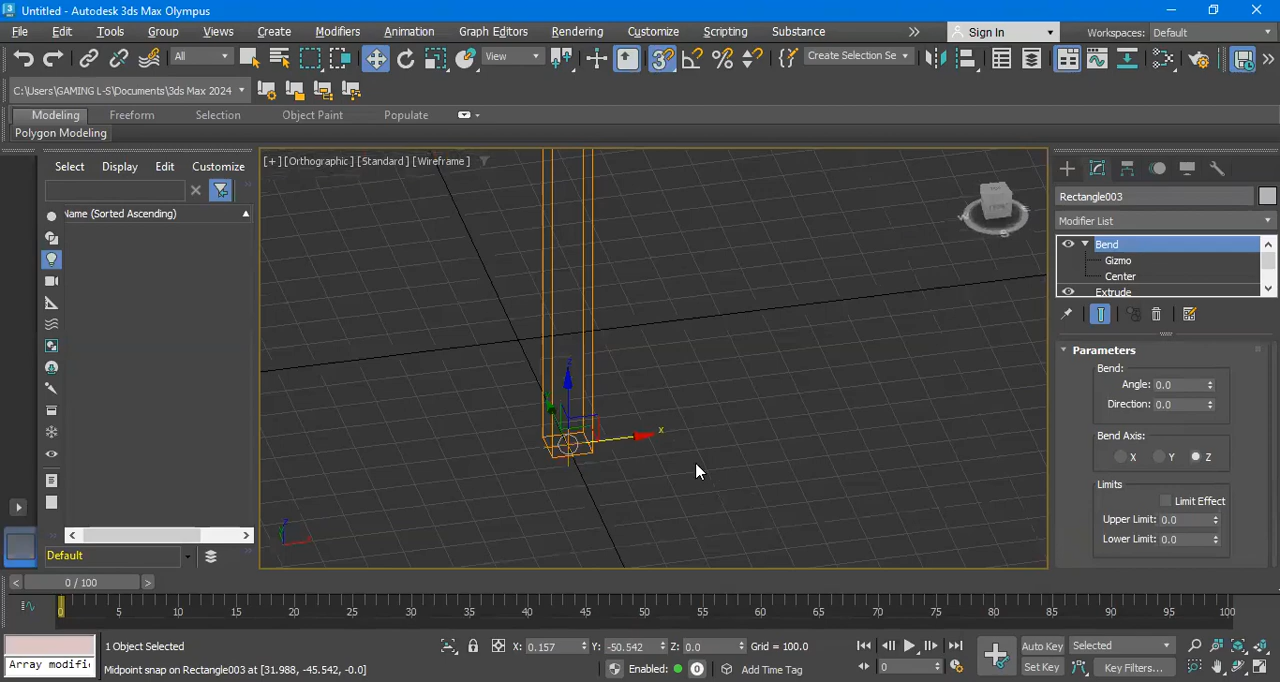 Untitled - Autodesk 3ds Max Olympus
File Edit Tools Group Views Create Modifiers Animation Graph Editors Rendering Customize Scripting Substance » Sign In Workspaces: Default
All View Create Selection Se
C:\Users\GAMING L-S\Documents\3ds Max 2024
Modeling Freeform Selection Object Paint Populate
Polygon Modeling
Select Display Edit Customize
Name (Sorted Ascending)
Default
[+] [Orthographic] [Standard] [Wireframe]
z
x
Rectangle003
Modifier List
Bend
Gizmo
Center
Extrude
Parameters
Bend:
Angle: 0.0
Direction: 0.0
Bend Axis:
X Y Z
Limits
Limit Effect
Upper Limit: 0.0
Lower Limit: 0.0
< 0 / 100 >
0 5 10 15 20 25 30 35 40 45 50 55 60 65 70 75 80 85 90 95 100
1 Object Selected X: 0.157 Y: -50.542 Z: 0.0 Grid = 100.0 Auto Key Selected
Array modifi
Midpoint snap on Rectangle003 at [31.988, -45.542, -0.0] Enabled: 0 Add Time Tag 0 Set Key Key Filters...